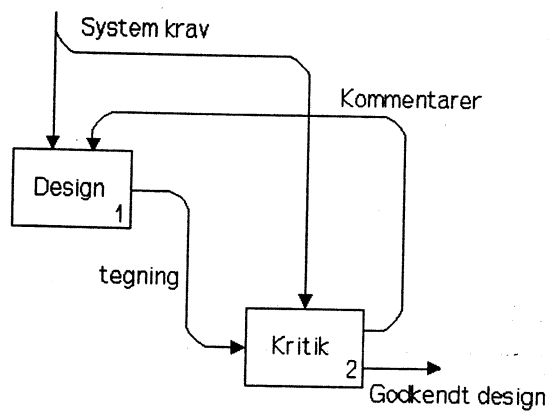 System krav
Kommentarer
Design
1
tegning
Kritik
2
Godkendt design